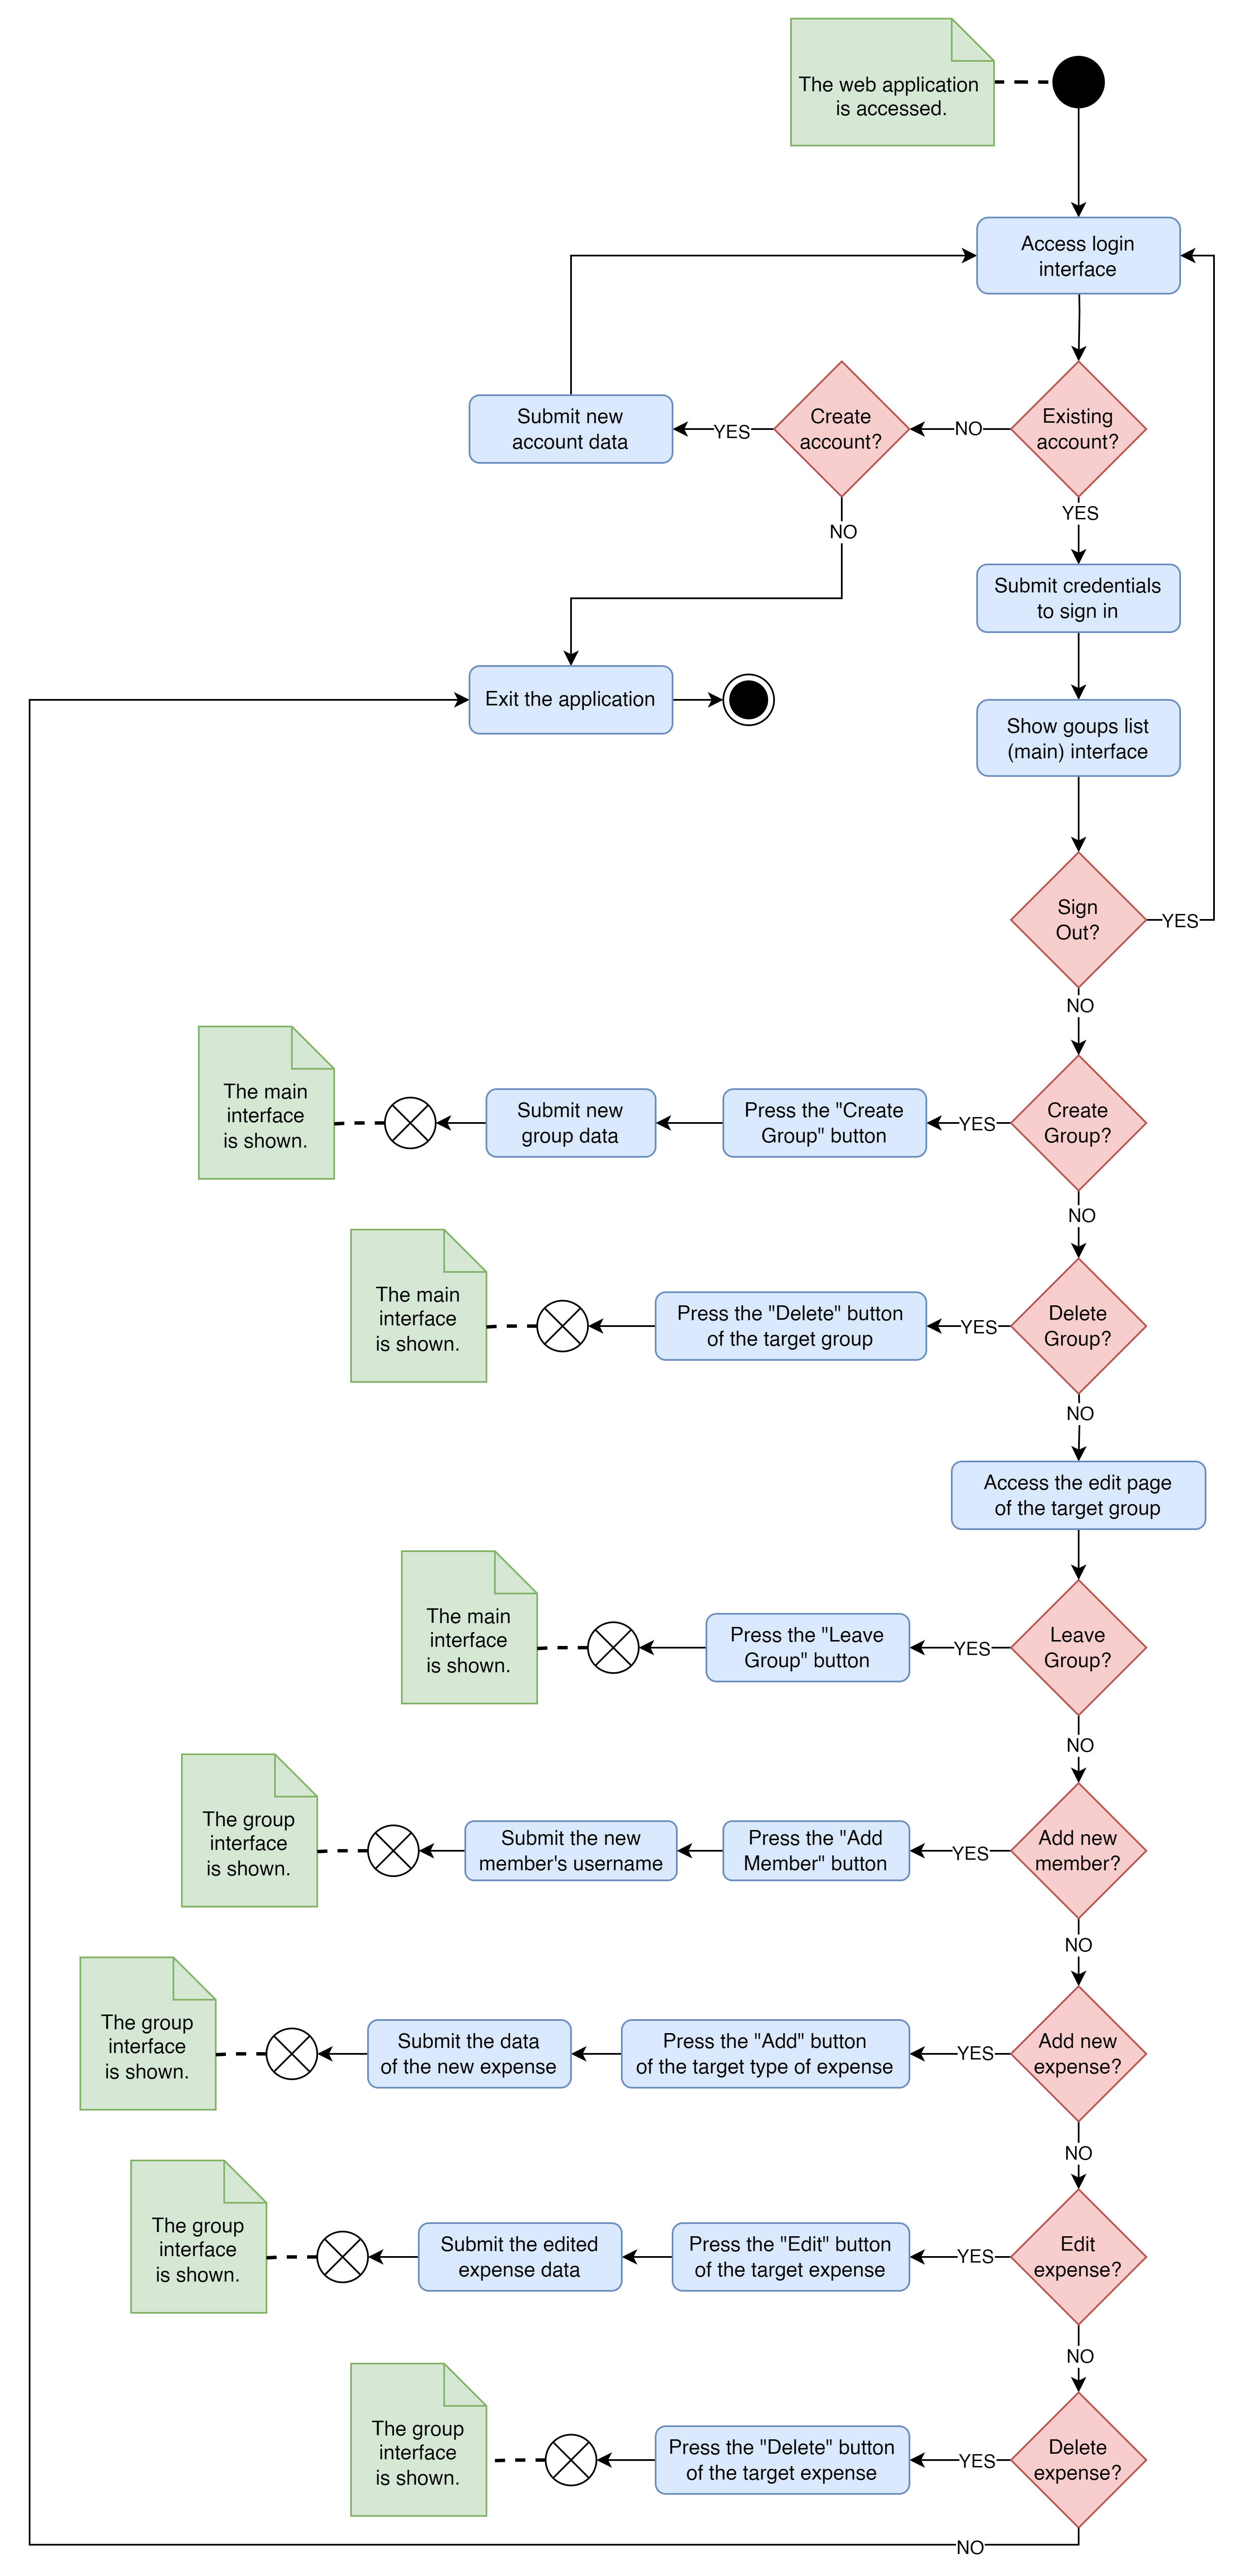 The web application
is accessed.
Access login
interface
Submit new
account data
YES
Create
account?
NO
Existing
account?
YES
NO
Submit credentials
to sign in
Exit the application
Show goups list
(main) interface
Sign
Out?
YES
NO
The main
interface
is shown.
Submit new
group data
Press the "Create
Group" button
YES
Create
Group?
NO
The main
interface
is shown.
Press the "Delete" button
of the target group
YES
Delete
Group?
NO
Access the edit page
of the target group
The main
interface
is shown.
Press the "Leave
Group" button
YES
Leave
Group?
NO
The group
interface
is shown.
Submit the new
member's username
Press the "Add
Member" button
YES
Add new
member?
NO
The group
interface
is shown.
Submit the data
of the new expense
Press the "Add" button
of the target type of expense
YES
Add new
expense?
NO
The group
interface
is shown.
Submit the edited
expense data
Press the "Edit" button
of the target expense
YES
Edit
expense?
NO
The group
interface
is shown.
Press the "Delete" button
of the target expense
YES
Delete
expense?
NO